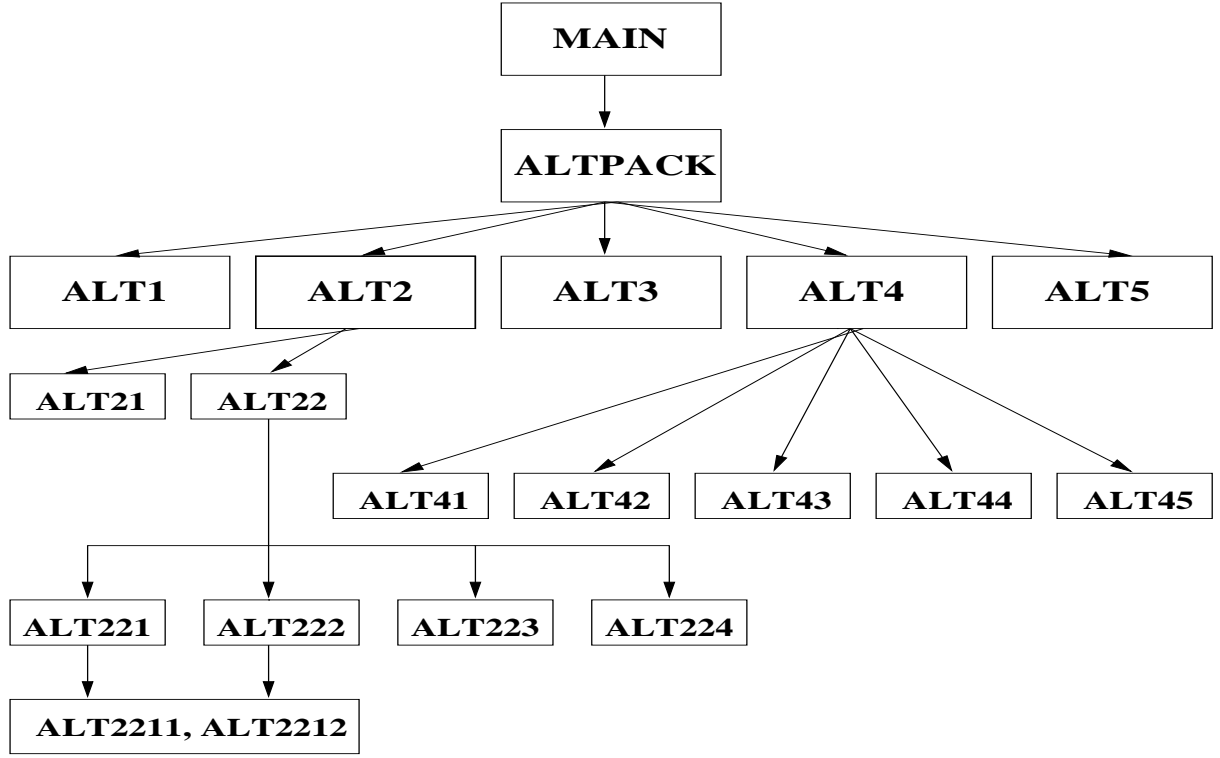 MAIN
ALTPACK
ALT1 ALT2 ALT3 ALT4 ALT5
ALT21 ALT22
ALT41 ALT42 ALT43 ALT44 ALT45
ALT221 ALT222 ALT223 ALT224
ALT2211, ALT2212